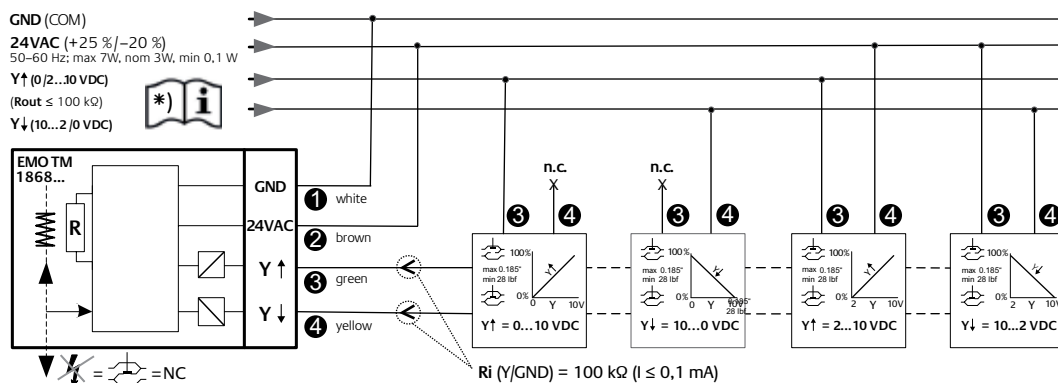 GND (COM)
24VAC (+25 %/–20 %)
50–60 Hz; max 7W, nom 3W, min 0,1 W
Y↑ (0/2...10 VDC)
(Rout ≤ 100 kΩ)
Y↓ (10...2/0 VDC)
*) i
EMO TM
1868...
R
GND
24VAC
Y ↑
Y ↓
1 white
2 brown
3 green
4 yellow
= = NC
n.c.
X
n.c.
X
3 4
3 4
3 4
3 4
100%
max 0.185"
min 28 lbf
0%
Y↑
0 Y 10V
Y↑ = 0...10 VDC
100%
max 0.185"
min 28 lbf
0%
Y↓
0 Y 10V
0.185"
28 lbf
Y↓ = 10...0 VDC
100%
max 0.185"
min 28 lbf
0%
Y↑
2 Y 10V
Y↑ = 2...10 VDC
100%
max 0.185"
min 28 lbf
0%
Y↓
2 Y 10V
Y↓ = 10...2 VDC
Ri (Y/GND) = 100 kΩ (I ≤ 0,1 mA)